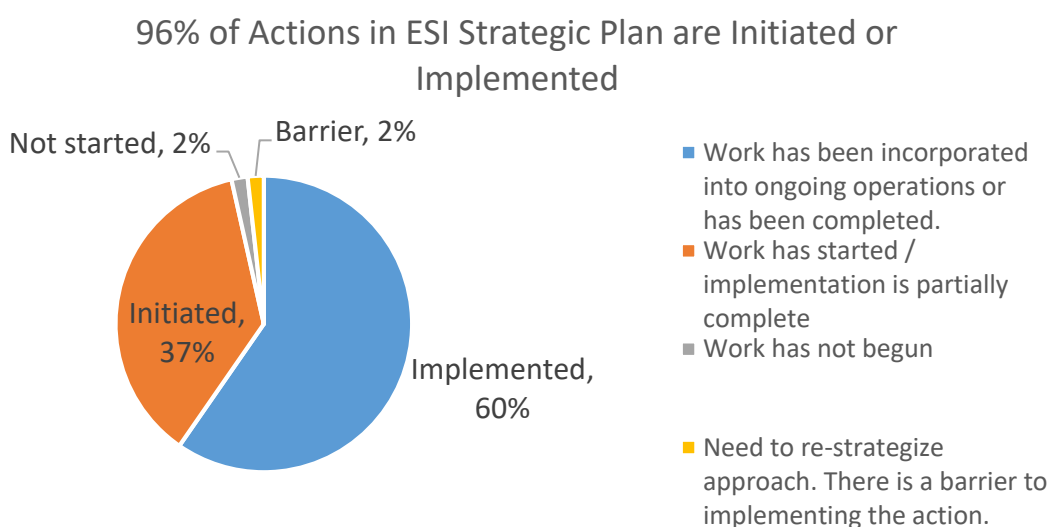 96% of Actions in ESI Strategic Plan are Initiated or
Implemented
Not started, 2%
Barrier, 2%
Initiated,
37%
Implemented,
60%
Work has been incorporated
into ongoing operations or
has been completed.
Work has started /
implementation is partially
complete
Work has not begun
Need to re-strategize
approach. There is a barrier to
implementing the action.